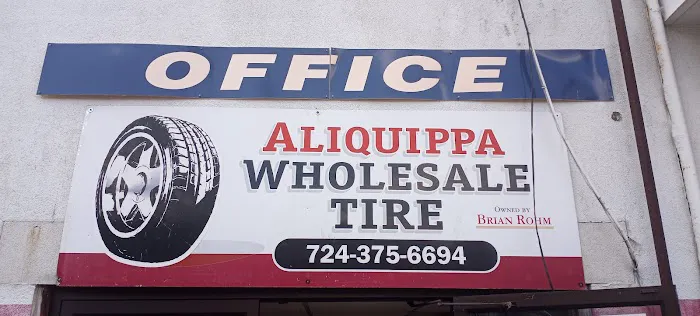 OFFICE
ALIQUIPPA
WHOLESALE
TIRE
OWNED BY
BRIAN ROHM
724-375-6694